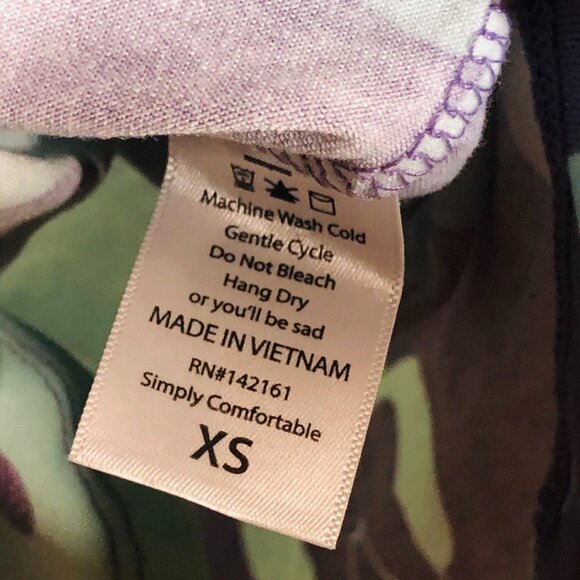 Machine Wash Cold
Gentle Cycle
Do Not Bleach
Hang Dry
or you'll be sad
MADE IN VIETNAM
RN#142161
Simply Comfortable
XS